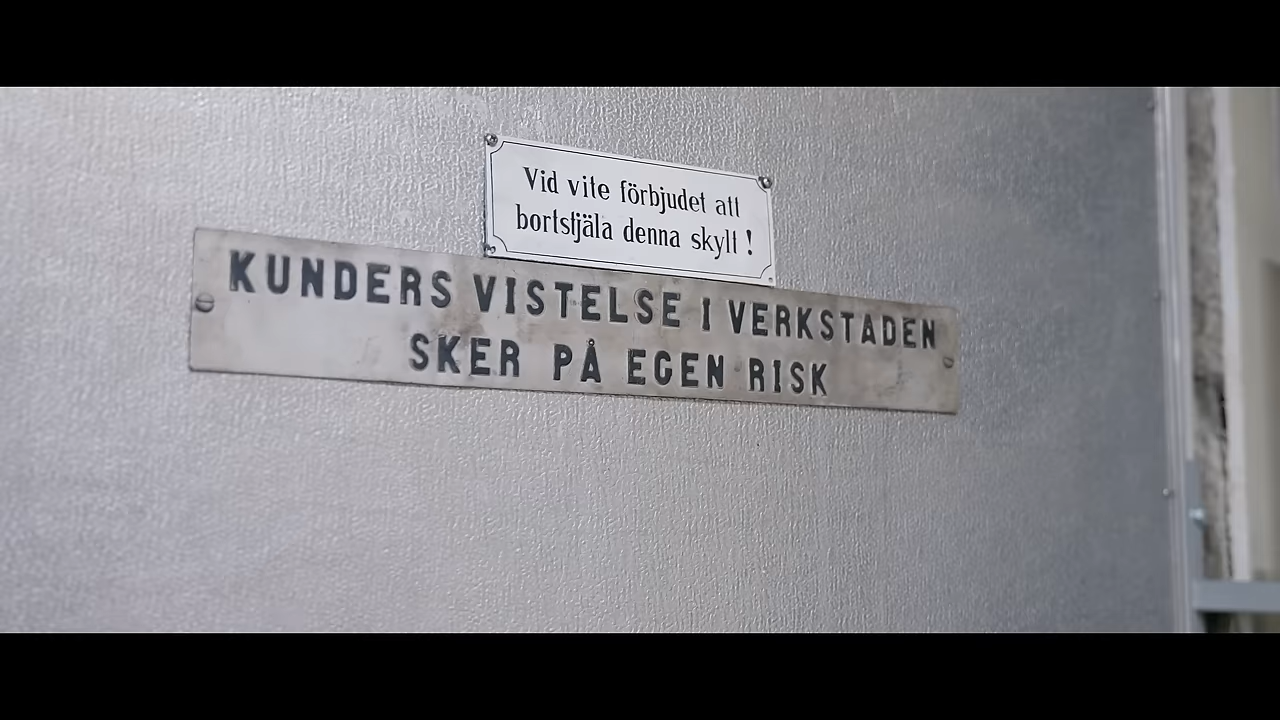 Vid vite förbjudet att
bortstjäla denna skylt !
KUNDERS VISTELSE I VERKSTADEN
SKER PÅ EGEN RISK